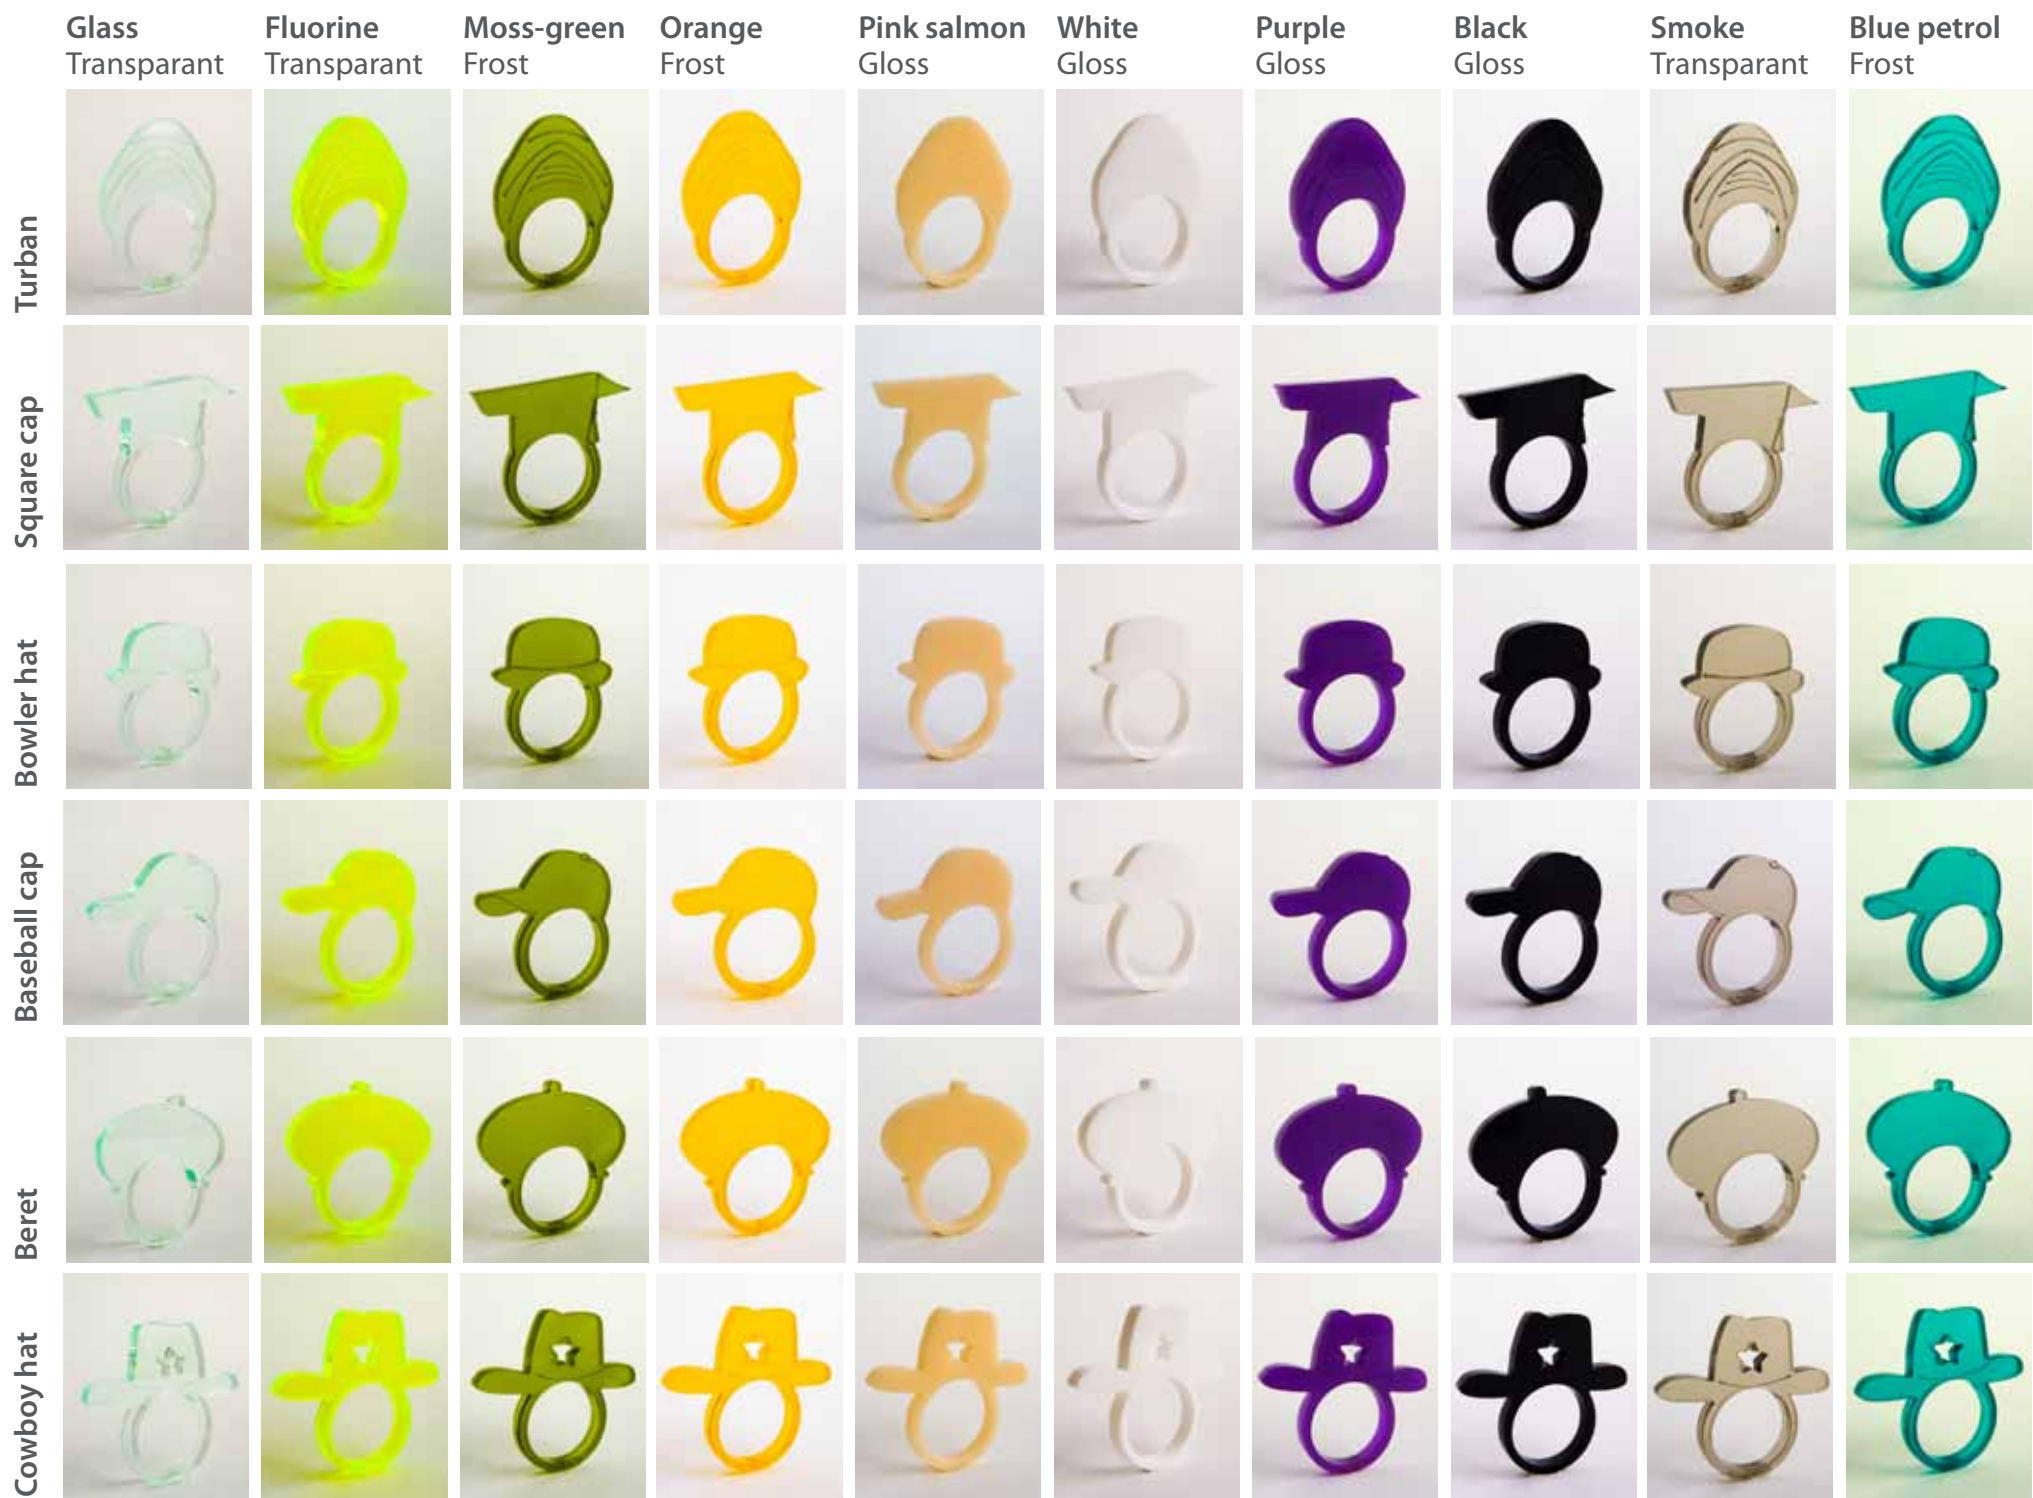 Glass
Transparant
Fluorine
Transparant
Moss-green
Frost
Orange
Frost
Pink salmon
Gloss
White
Gloss
Purple
Gloss
Black
Gloss
Smoke
Transparant
Blue petrol
Frost
Turban
Square cap
Bowler hat
Baseball cap
Beret
Cowboy hat